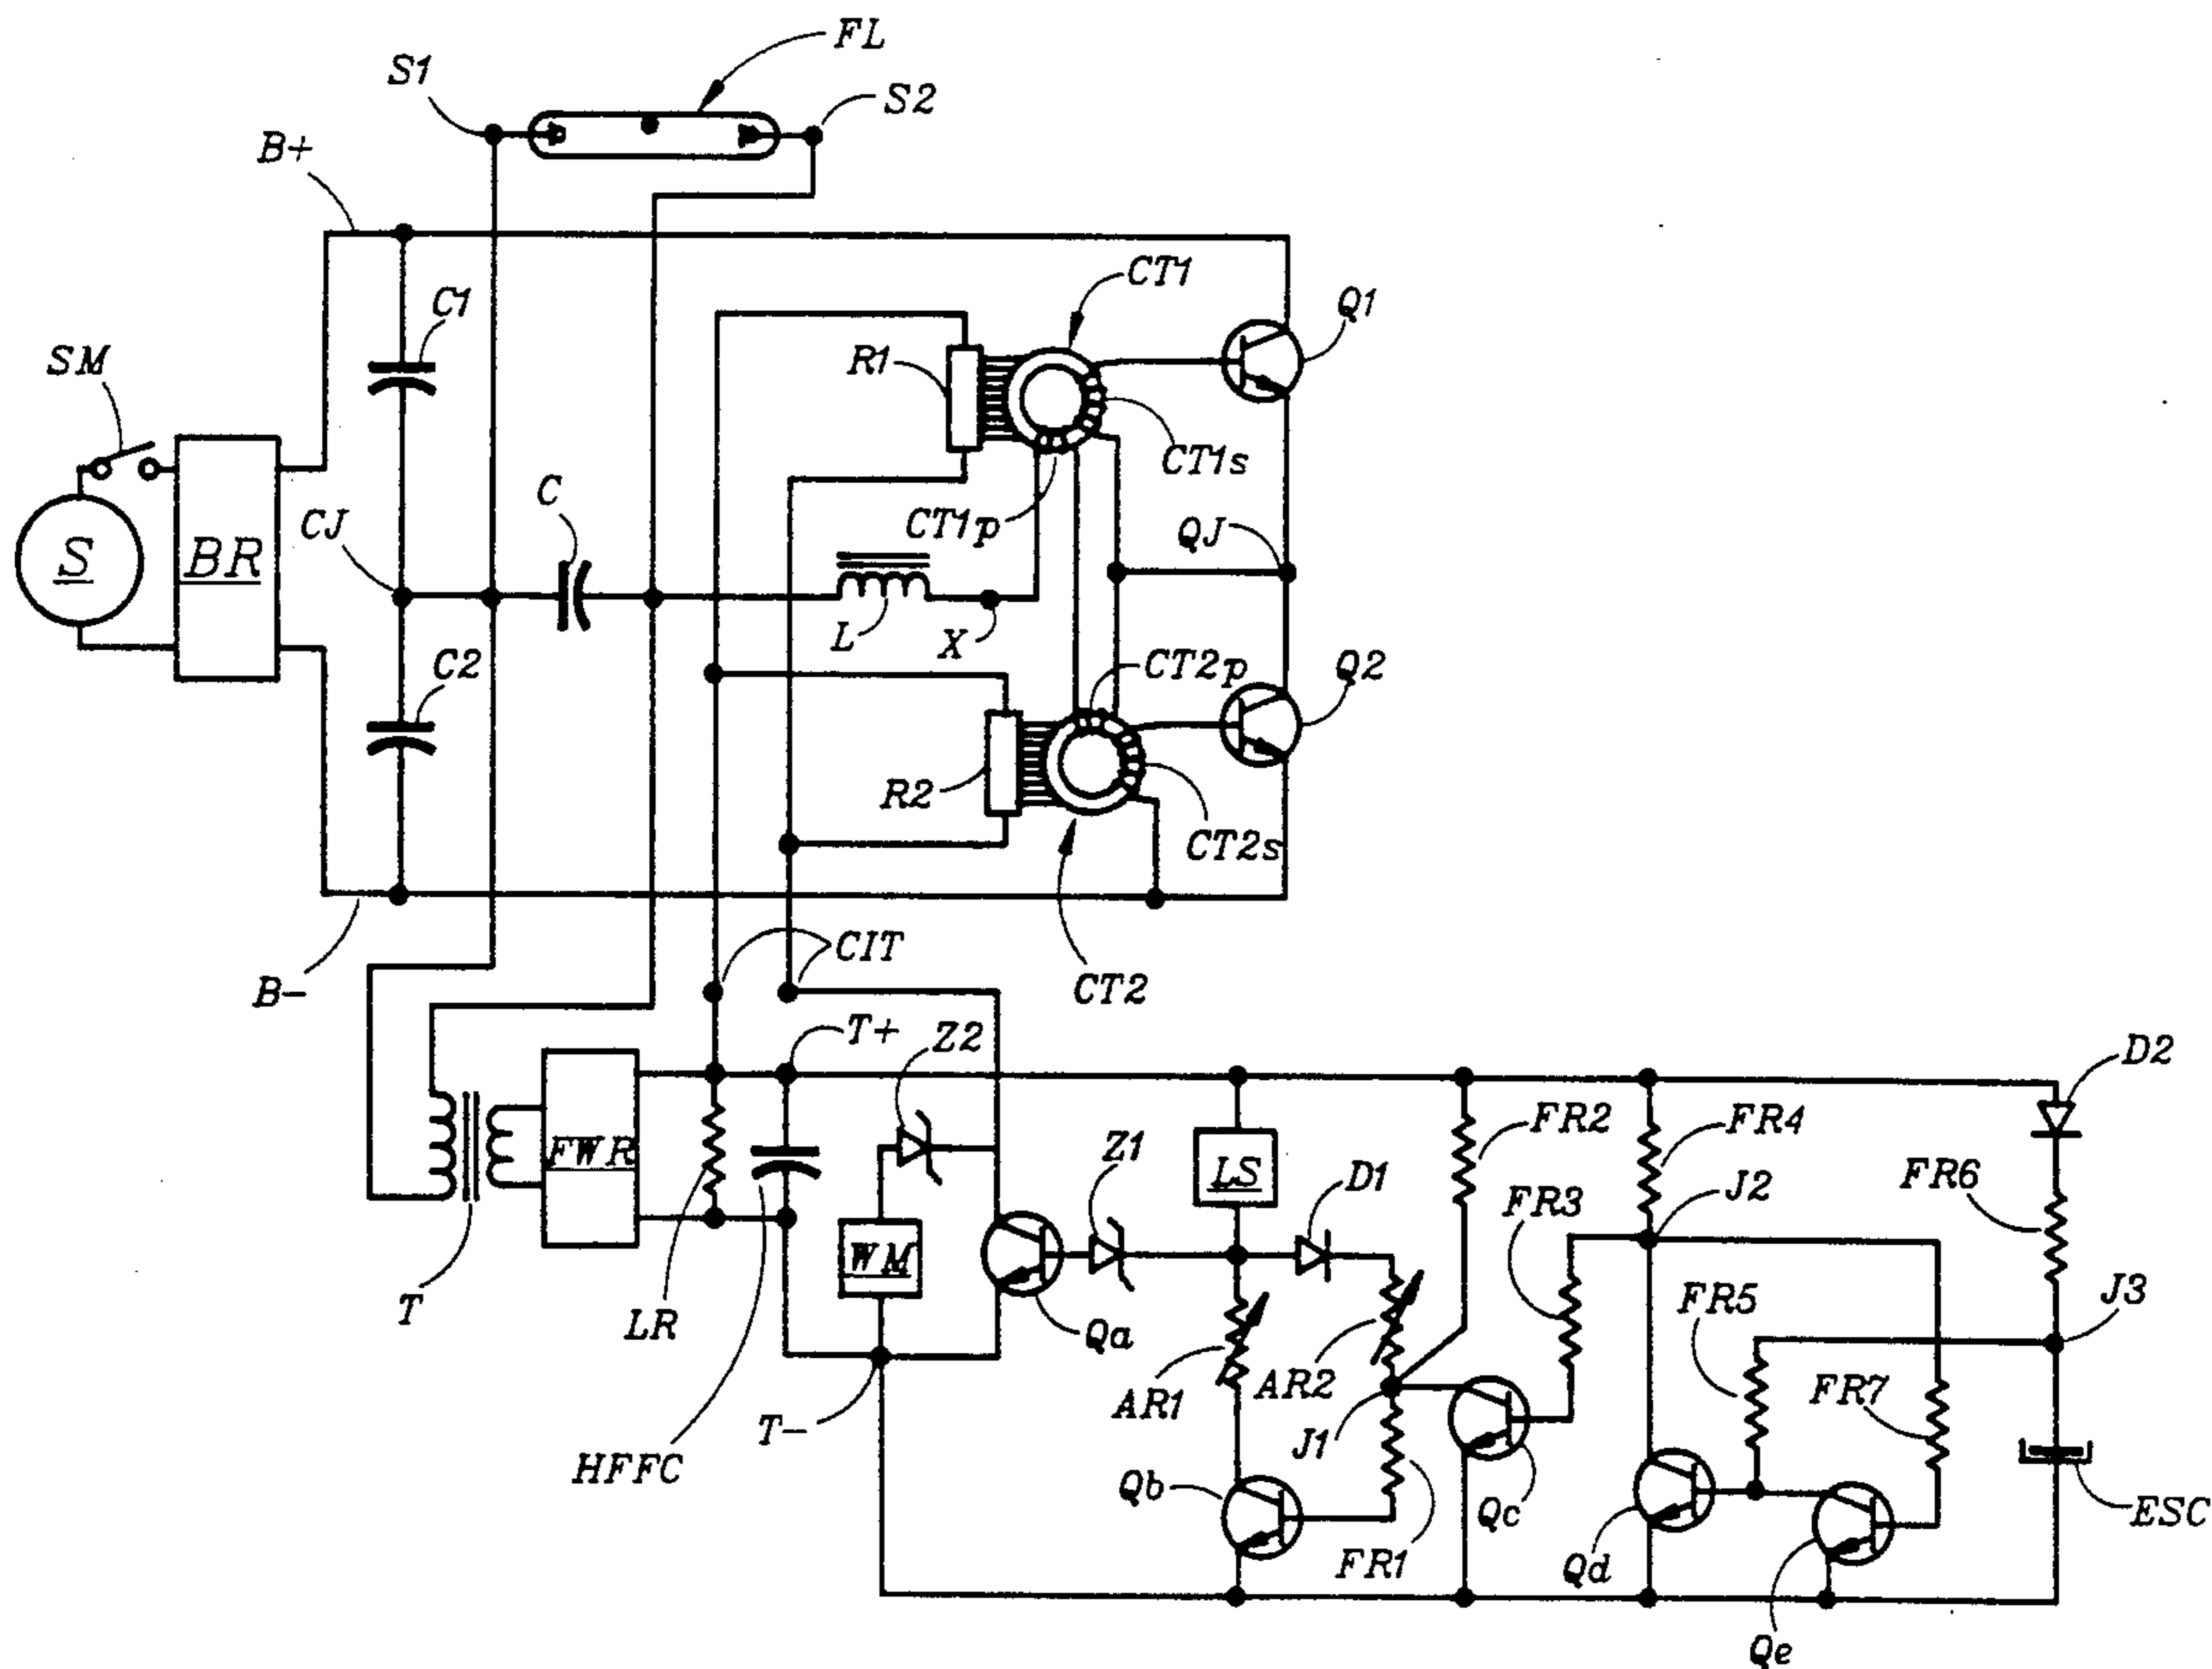 FL
S1
S2
B+
CT1
C1
Q1
SM
R1
CT1s
C
CT1p
CJ
QJ
S
BR
L
X
C2
CT2p
Q2
R2
CT2s
CIT
B-
CT2
T+
Z2
D2
FR2
FR4
Z1
FWR
LS
D1
J2
FR6
FR3
WM
T
LR
Qa
FR5
J3
AR1
AR2
FR7
T-
J1
HFFC
Qb
Qc
ESC
FR1
Qd
Qe